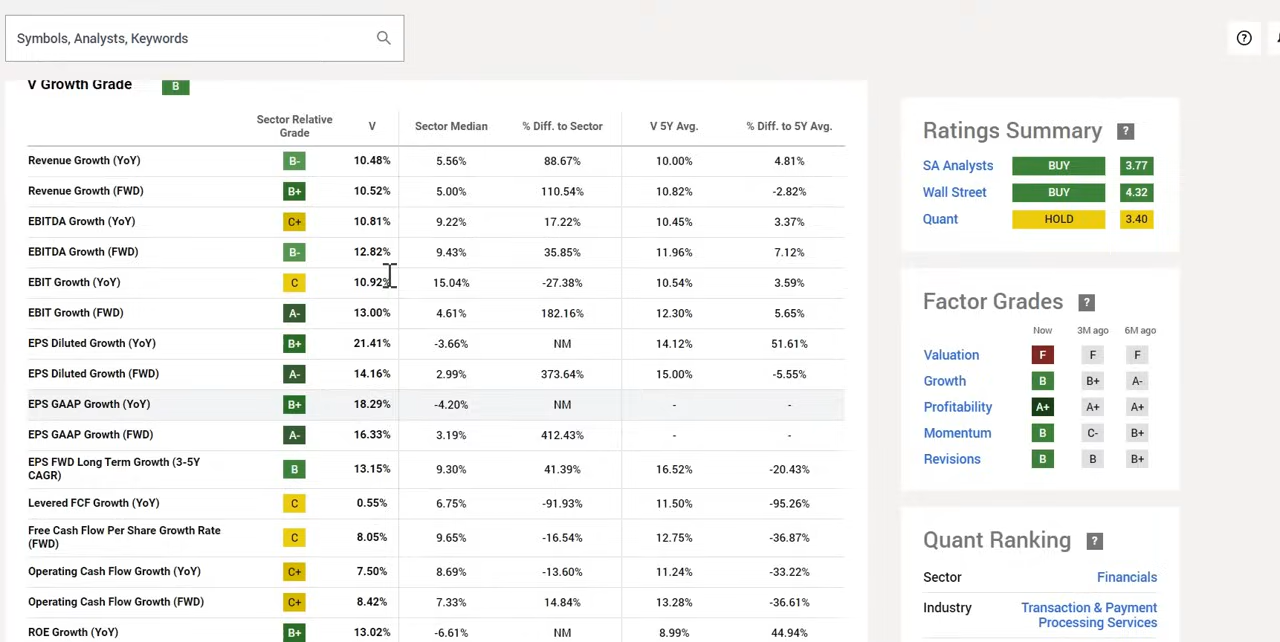 Symbols, Analysts, Keywords
?
V Growth Grade B
Sector Relative Grade V Sector Median % Diff. to Sector V 5Y Avg. % Diff. to 5Y Avg.
Revenue Growth (YoY) B- 10.48% 5.56% 88.67% 10.00% 4.81%
Revenue Growth (FWD) B+ 10.52% 5.00% 110.54% 10.82% -2.82%
EBITDA Growth (YoY) C+ 10.81% 9.22% 17.22% 10.45% 3.37%
EBITDA Growth (FWD) B- 12.82% 9.43% 35.85% 11.96% 7.12%
EBIT Growth (YoY) C 10.92% 15.04% -27.38% 10.54% 3.59%
EBIT Growth (FWD) A- 13.00% 4.61% 182.16% 12.30% 5.65%
EPS Diluted Growth (YoY) B+ 21.41% -3.66% NM 14.12% 51.61%
EPS Diluted Growth (FWD) A- 14.16% 2.99% 373.64% 15.00% -5.55%
EPS GAAP Growth (YoY) B+ 18.29% -4.20% NM - -
EPS GAAP Growth (FWD) A- 16.33% 3.19% 412.43% - -
EPS FWD Long Term Growth (3-5Y CAGR) B 13.15% 9.30% 41.39% 16.52% -20.43%
Levered FCF Growth (YoY) C 0.55% 6.75% -91.93% 11.50% -95.26%
Free Cash Flow Per Share Growth Rate (FWD) C 8.05% 9.65% -16.54% 12.75% -36.87%
Operating Cash Flow Growth (YoY) C+ 7.50% 8.69% -13.60% 11.24% -33.22%
Operating Cash Flow Growth (FWD) C+ 8.42% 7.33% 14.84% 13.28% -36.61%
ROE Growth (YoY) B+ 13.02% -6.61% NM 8.99% 44.94%
Ratings Summary ?
SA Analysts BUY 3.77
Wall Street BUY 4.32
Quant HOLD 3.40
Factor Grades ?
Now 3M ago 6M ago
Valuation F F F
Growth B B+ A-
Profitability A+ A+ A+
Momentum B C- B+
Revisions B B B+
Quant Ranking ?
Sector Financials
Industry Transaction & Payment
Processing Services